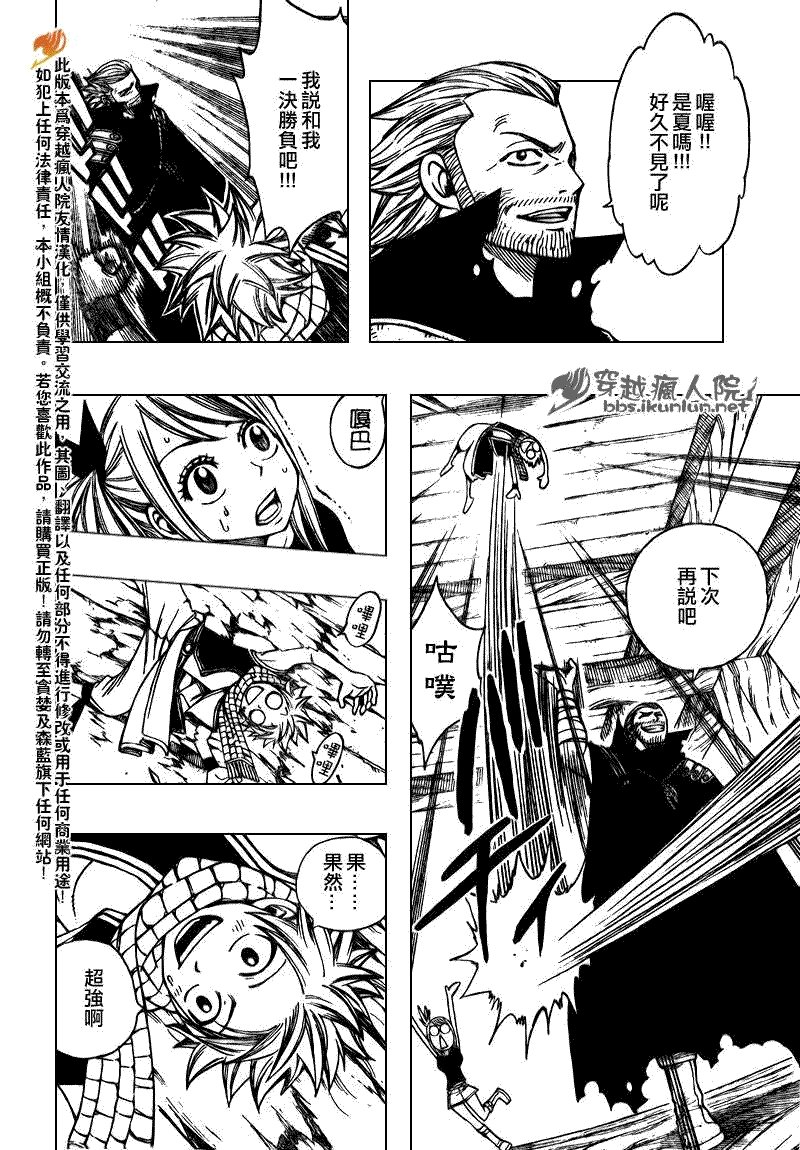 喔喔!!
是夏嗎!!!
好久不見了呢
我説和我
一決勝負吧!!!
穿越瘋人院
bbs.ikunlun.net
下次
再説吧
咕噗
嘎巴
嗶哩
嗶哩
果……
果然…
超強啊
此版本爲穿越瘋人院友情漢化，僅供學習交流之用，其圖，翻譯以及任何部分不得進行修改或用于任何商業用途！
如犯上任何法律責任，本小組概不負責。若您喜歡此作品，請購買正版！請勿轉至貪婪及森藍旗下任何網站！